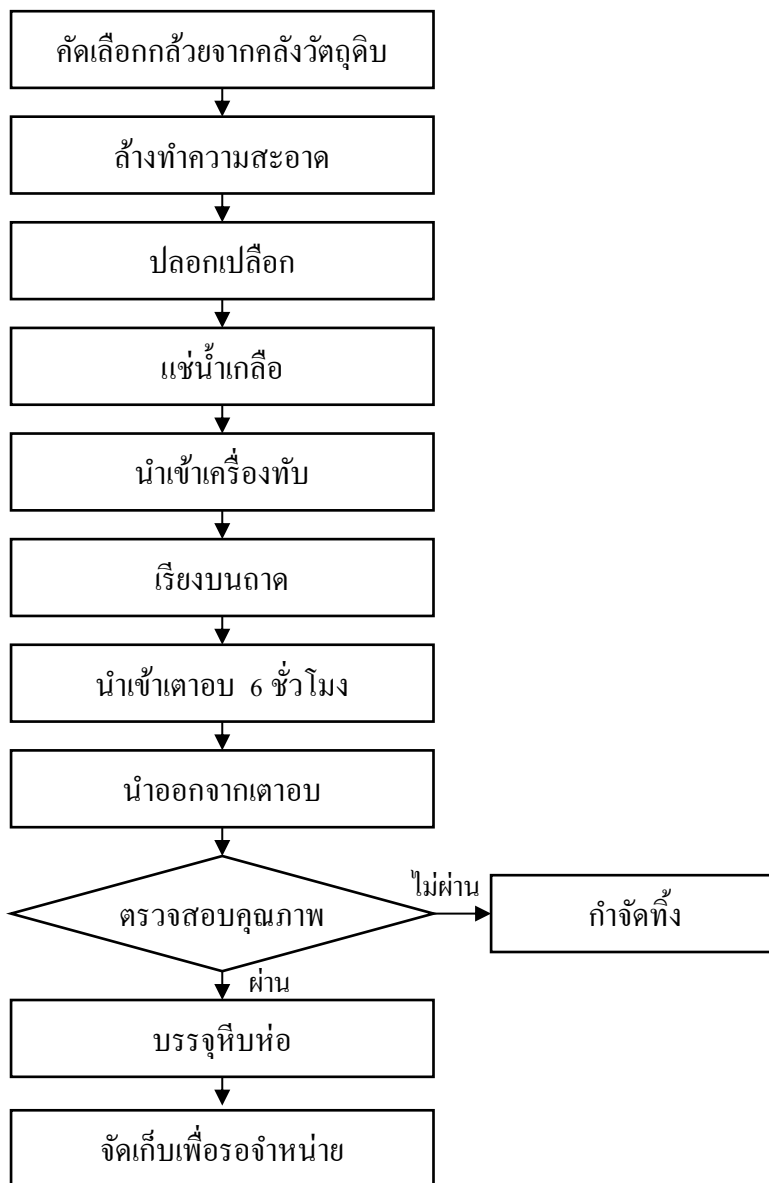 คัดเลือกกล้วยจากคลังวัตถุดิบ
ล้างทำความสะอาด
ปลอกเปลือก
แช่น้ำเกลือ
นำเข้าเครื่องทับ
เรียงบนถาด
นำเข้าเตาอบ 6 ชั่วโมง
นำออกจากเตาอบ
ตรวจสอบคุณภาพ
ไม่ผ่าน
กำจัดทิ้ง
ผ่าน
บรรจุหีบห่อ
จัดเก็บเพื่อรอจำหน่าย